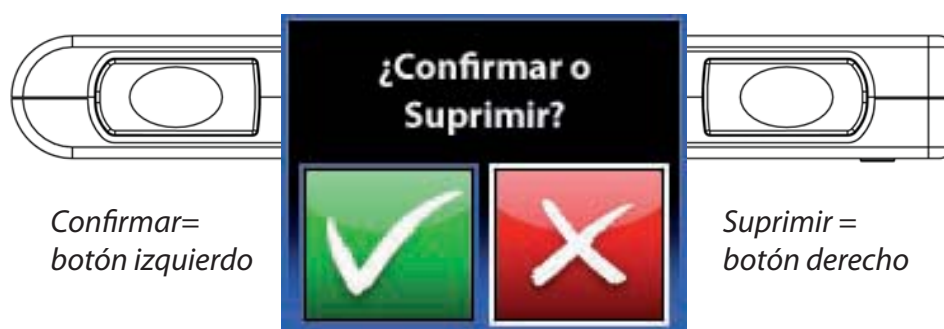 ¿Confirmar o
Suprimir?
Confirmar=
botón izquierdo
Suprimir =
botón derecho